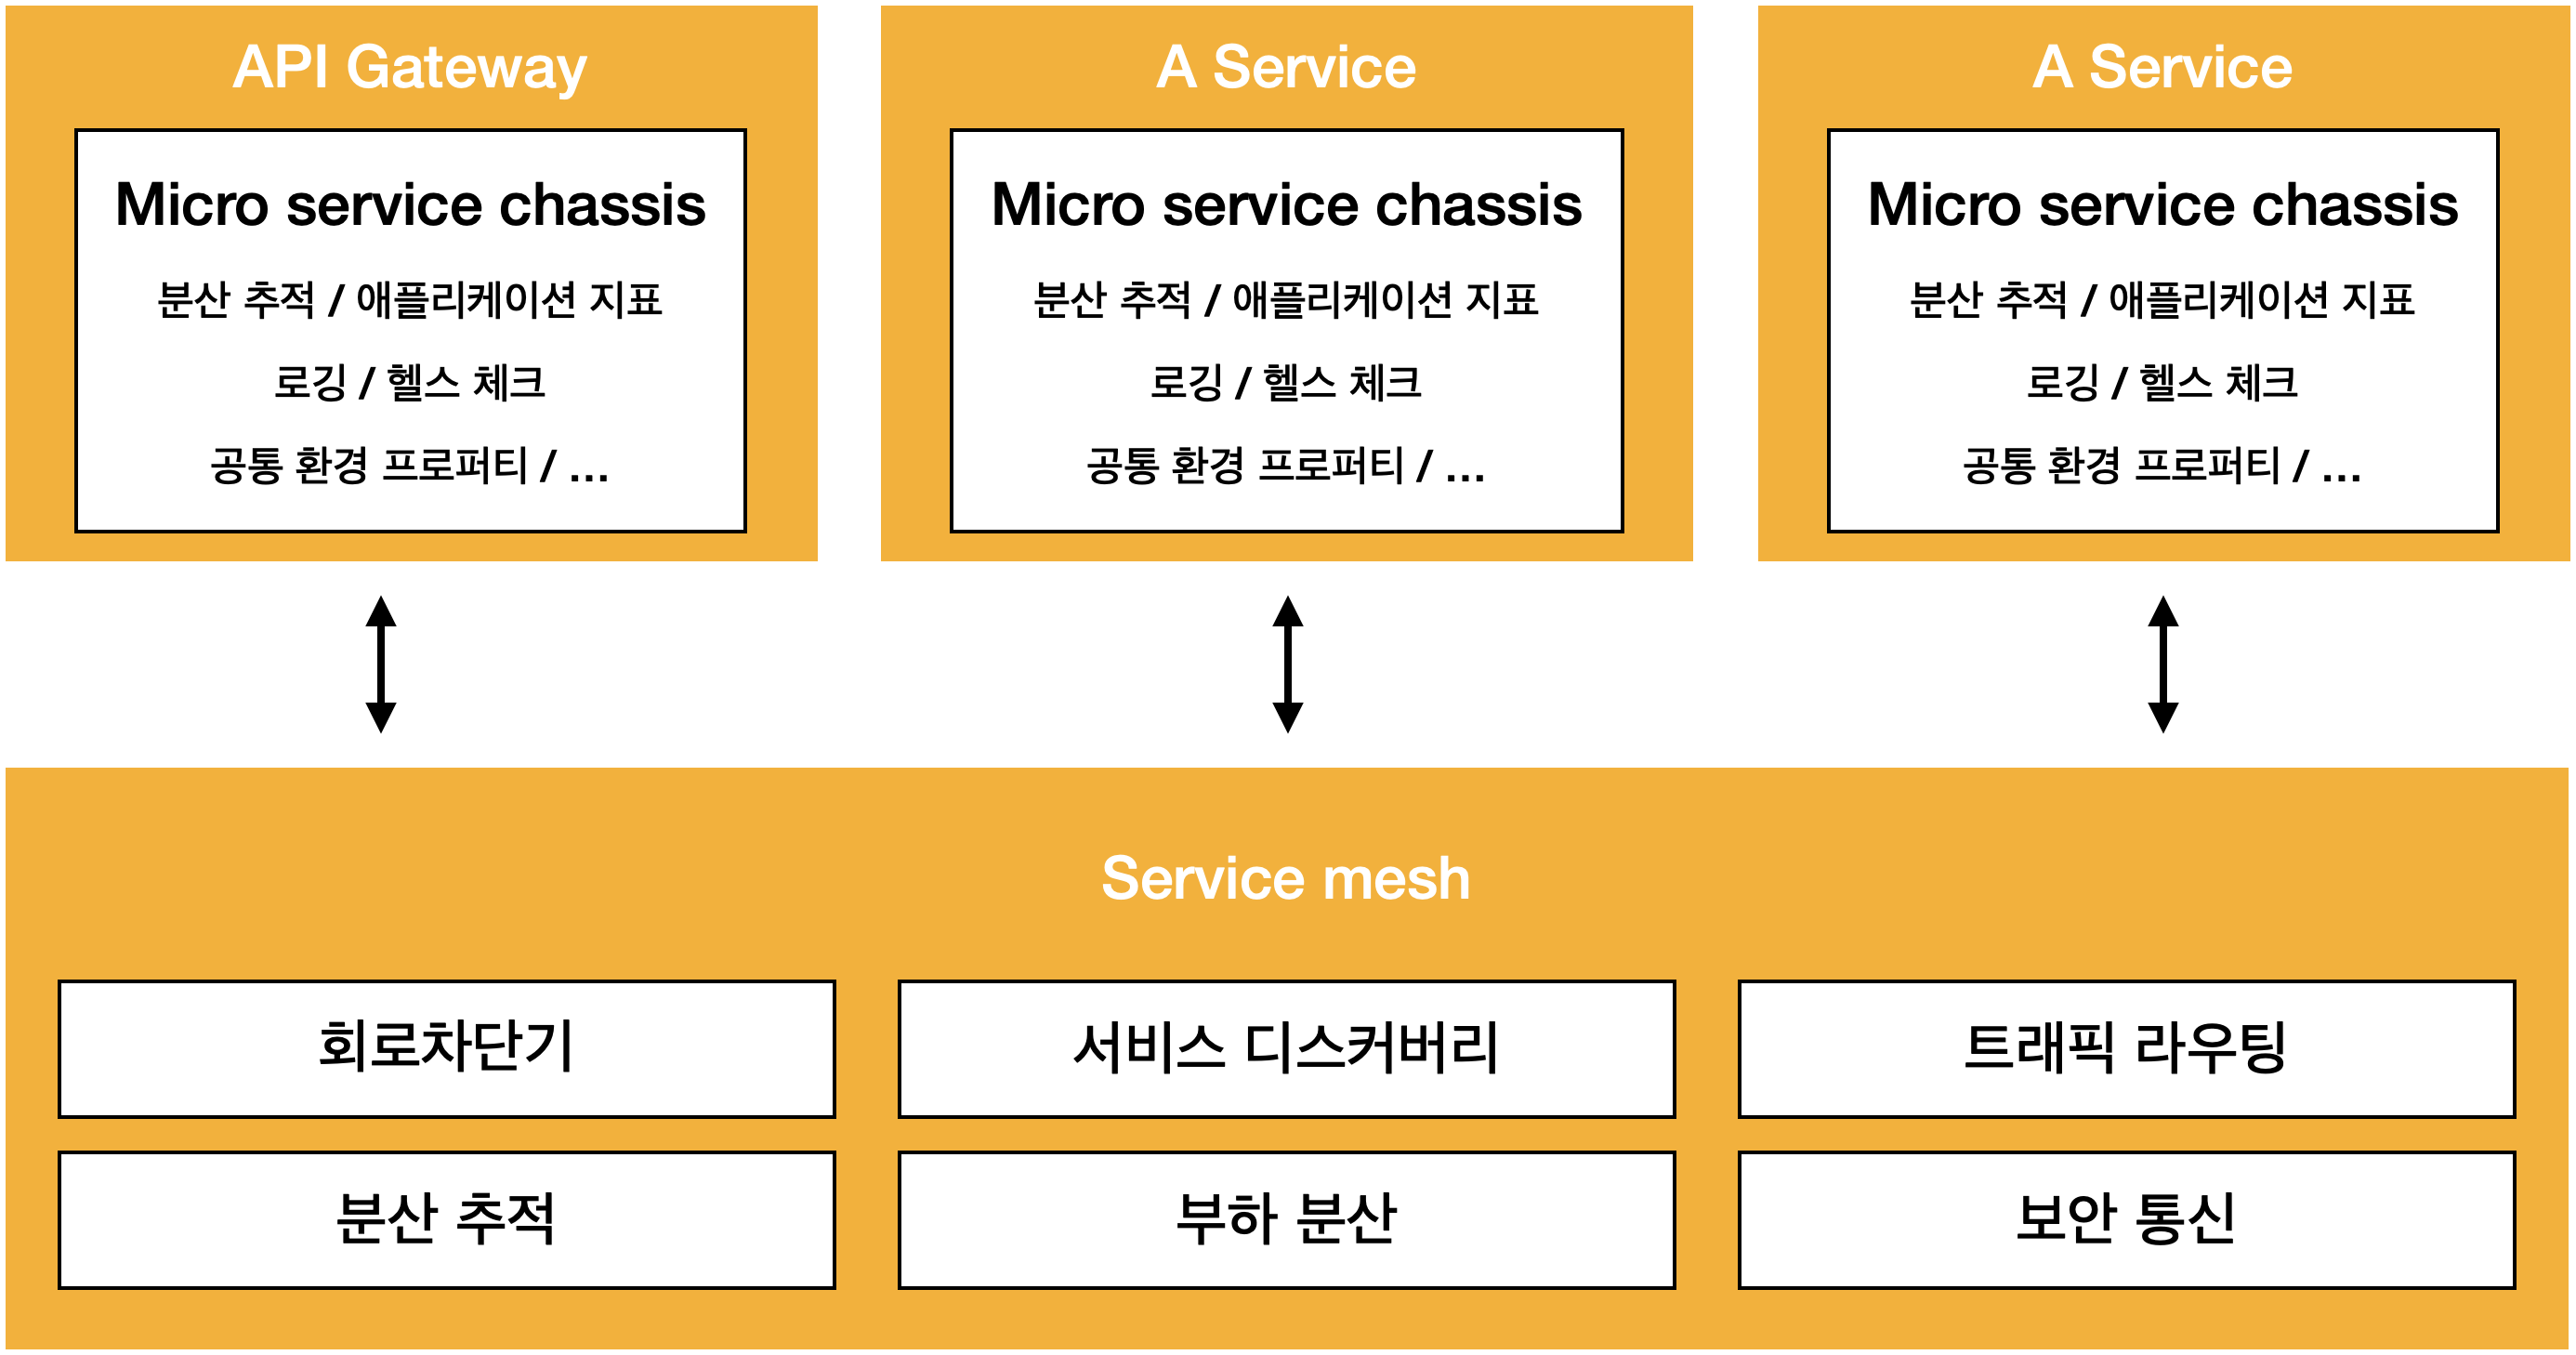 API Gateway
Micro service chassis
분산 추적 / 애플리케이션 지표
로깅 / 헬스 체크
공통 환경 프로퍼티 / ...
A Service
Micro service chassis
분산 추적 / 애플리케이션 지표
로깅 / 헬스 체크
공통 환경 프로퍼티 / ...
A Service
Micro service chassis
분산 추적 / 애플리케이션 지표
로깅 / 헬스 체크
공통 환경 프로퍼티 / ...
Service mesh
회로차단기
서비스 디스커버리
트래픽 라우팅
분산 추적
부하 분산
보안 통신